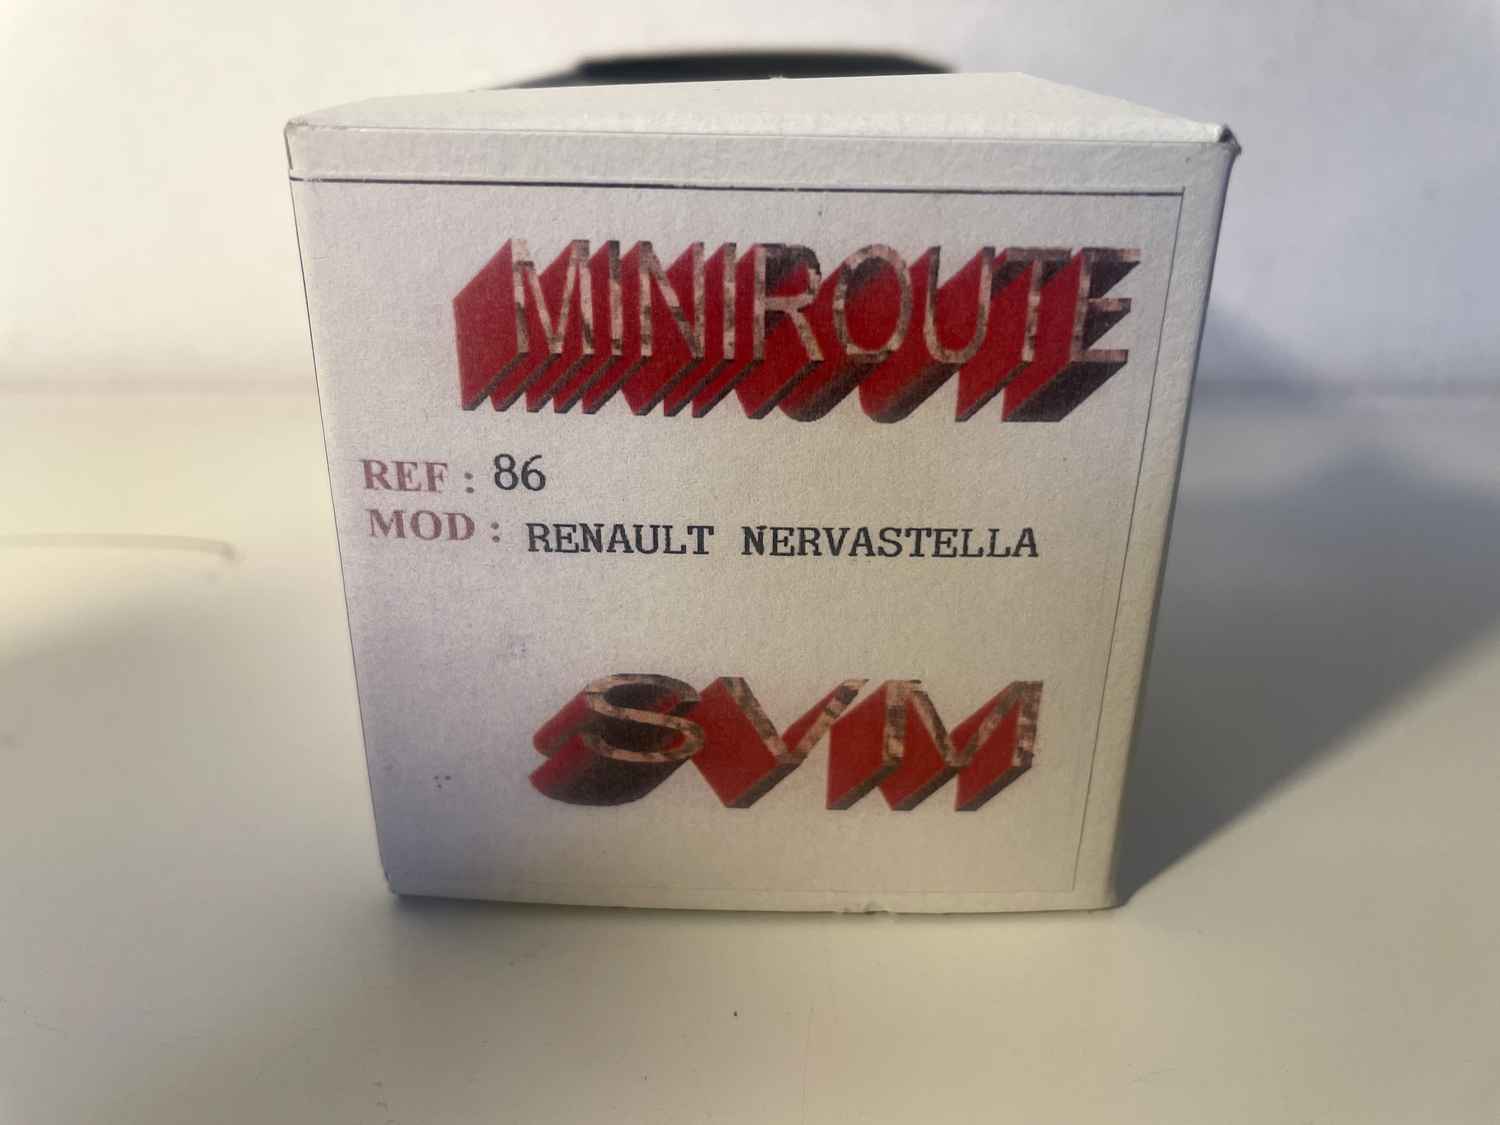 MINIROUTE
REF : 86
MOD : RENAULT NERVASTELLA
SVM